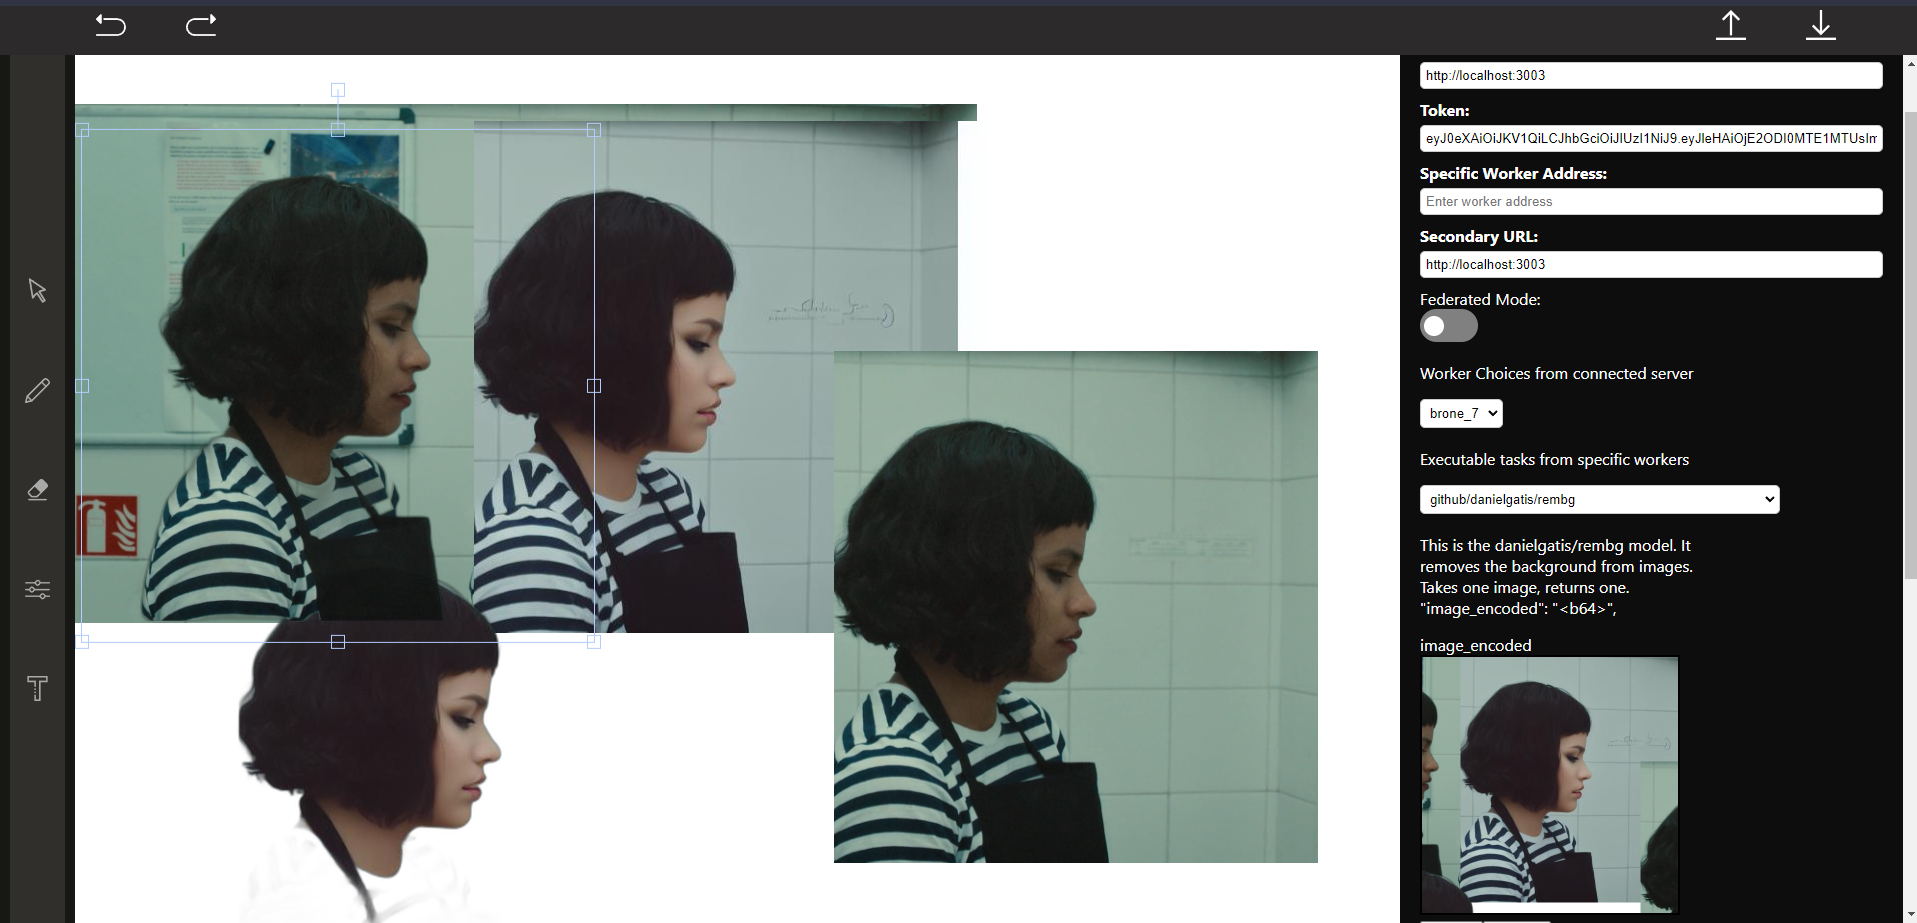 http://localhost:3003
Token:
eyJ0eXAiOiJKV1QiLCJhbGciOiJIUzI1NiJ9.eyJleHAiOjE2ODI0MTE1MTUsIm
Specific Worker Address:
Enter worker address
Secondary URL:
http://localhost:3003
Federated Mode:
Worker Choices from connected server
brone_7
Executable tasks from specific workers
github/danielgatis/rembg
This is the danielgatis/rembg model. It
removes the background from images.
Takes one image, returns one.
"image_encoded": "<b64>",
image_encoded